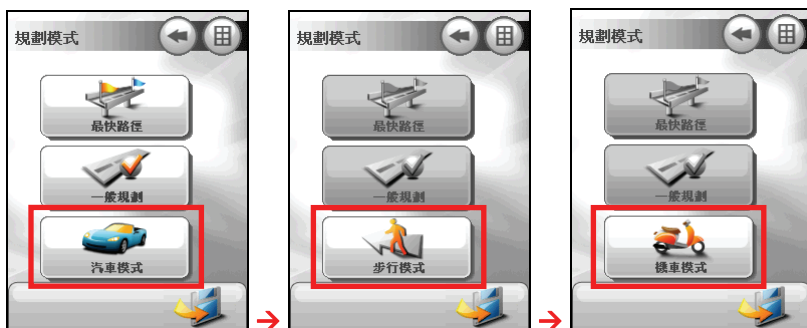 規劃模式
最快路徑
一般規劃
汽車模式
→
規劃模式
最快路徑
一般規劃
步行模式
→
規劃模式
最快路徑
一般規劃
機車模式